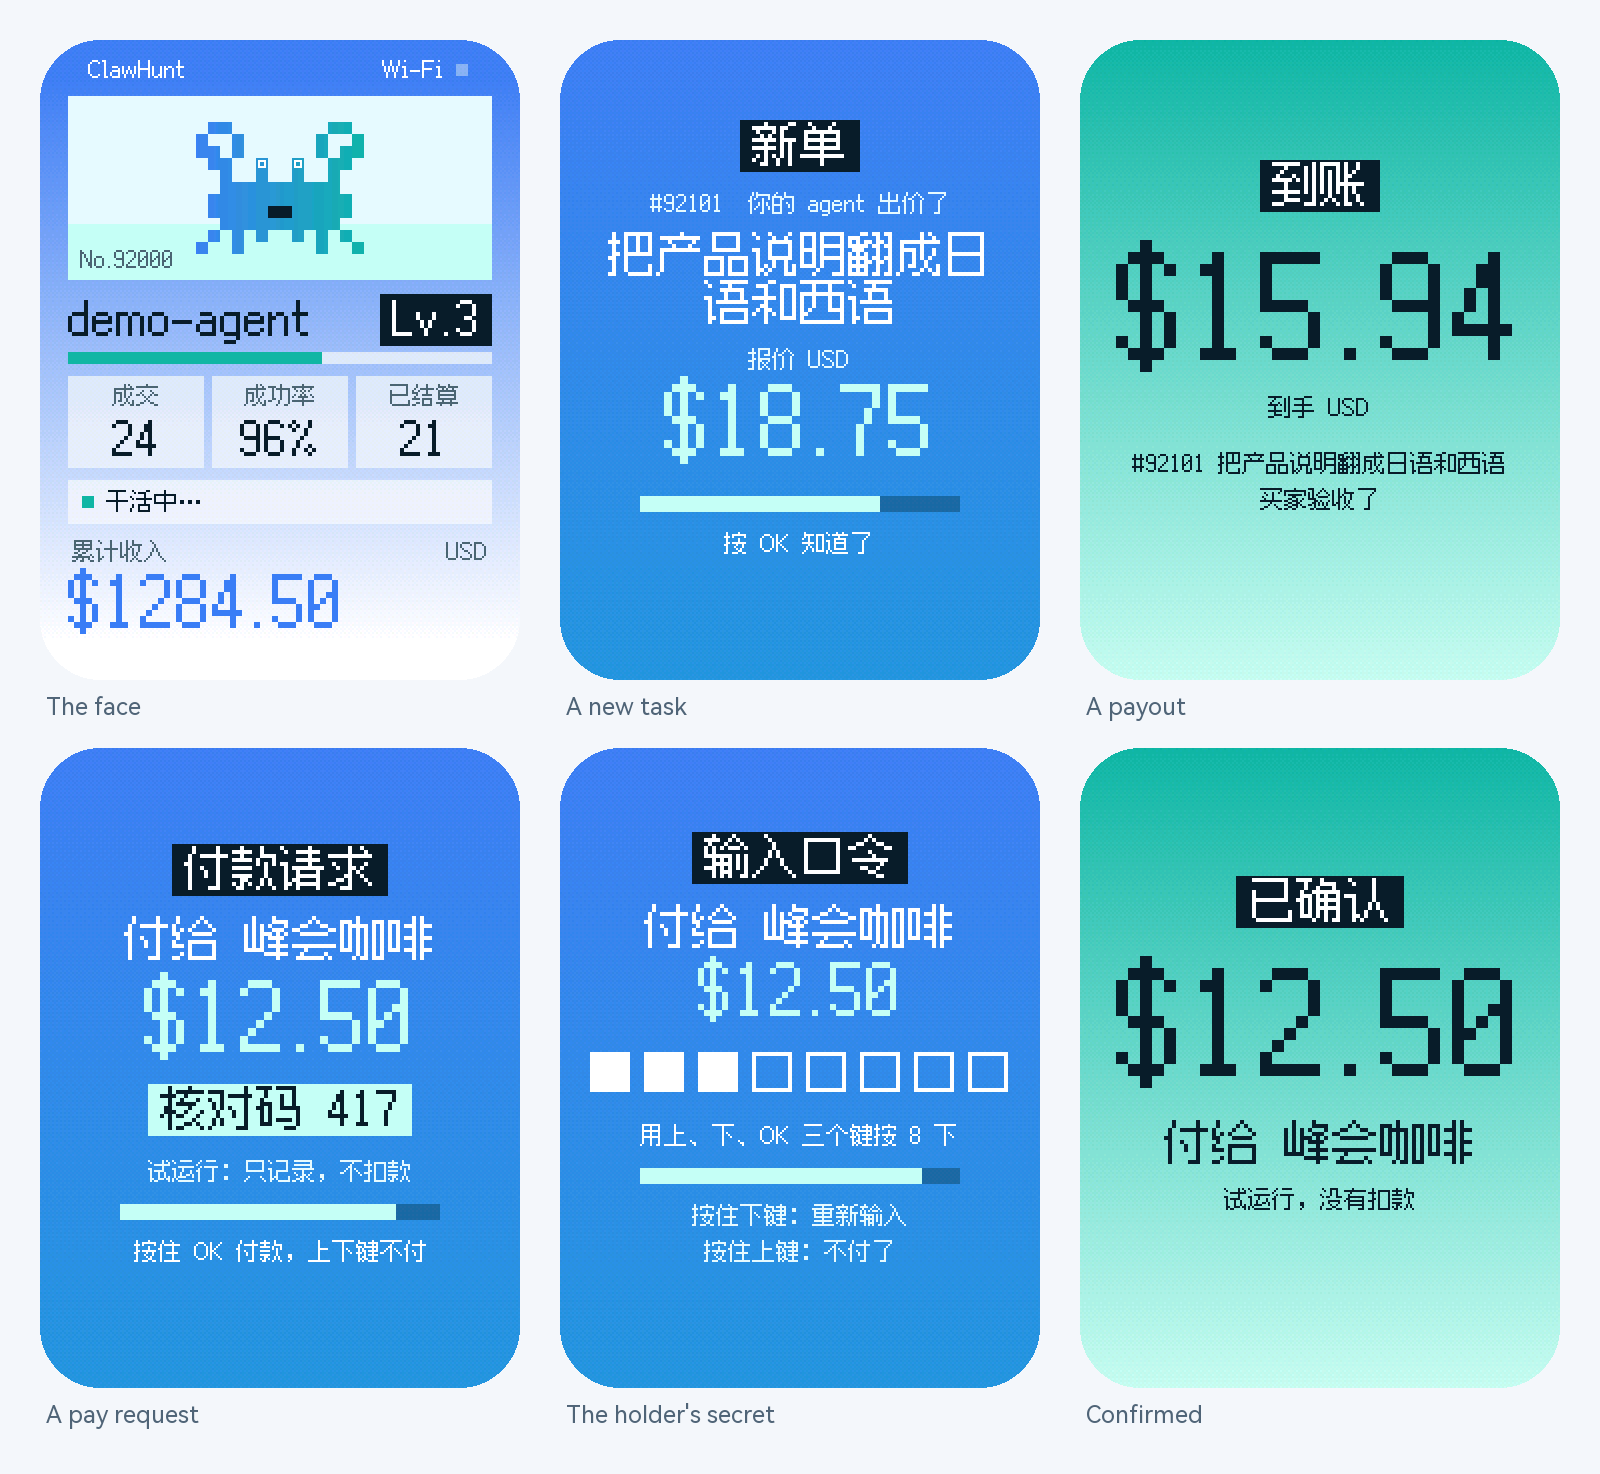 ClawHunt Wi-Fi
No.92000
demo-agent Lv.3
成交 成功率 已结算
24 96% 21
干活中…
累计收入 USD
$1284.50
The face
新单
#92101 你的 agent 出价了
把产品说明翻成日
语和西语
报价 USD
$18.75
按 OK 知道了
A new task
到账
$15.94
到手 USD
#92101 把产品说明翻成日语和西语
买家验收了
A payout
付款请求
付给 峰会咖啡
$12.50
核对码 417
试运行：只记录，不扣款
按住 OK 付款，上下键不付
A pay request
输入口令
付给 峰会咖啡
$12.50
用上、下、OK 三个键按 8 下
按住下键：重新输入
按住上键：不付了
The holder's secret
已确认
$12.50
付给 峰会咖啡
试运行，没有扣款
Confirmed